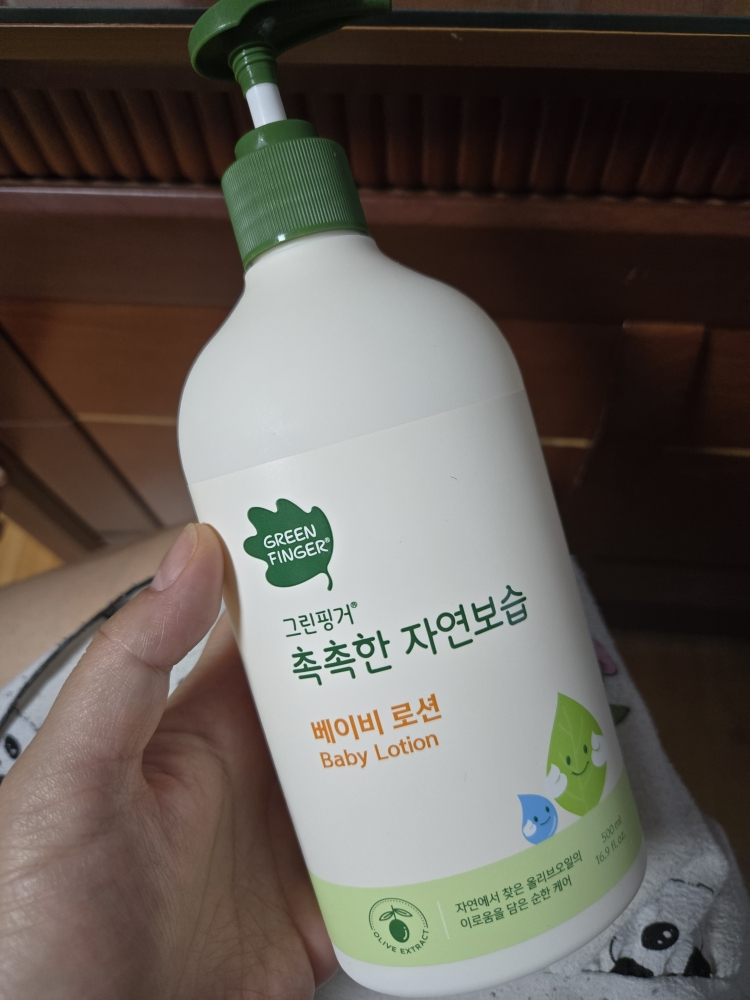 GREEN
FINGER®
그린핑거®
촉촉한 자연보습
베이비 로션
Baby Lotion
500 ml
16.9 fl. oz.
OLIVE EXTRACT
자연에서 찾은 올리브오일의
이로움을 담은 순한 케어